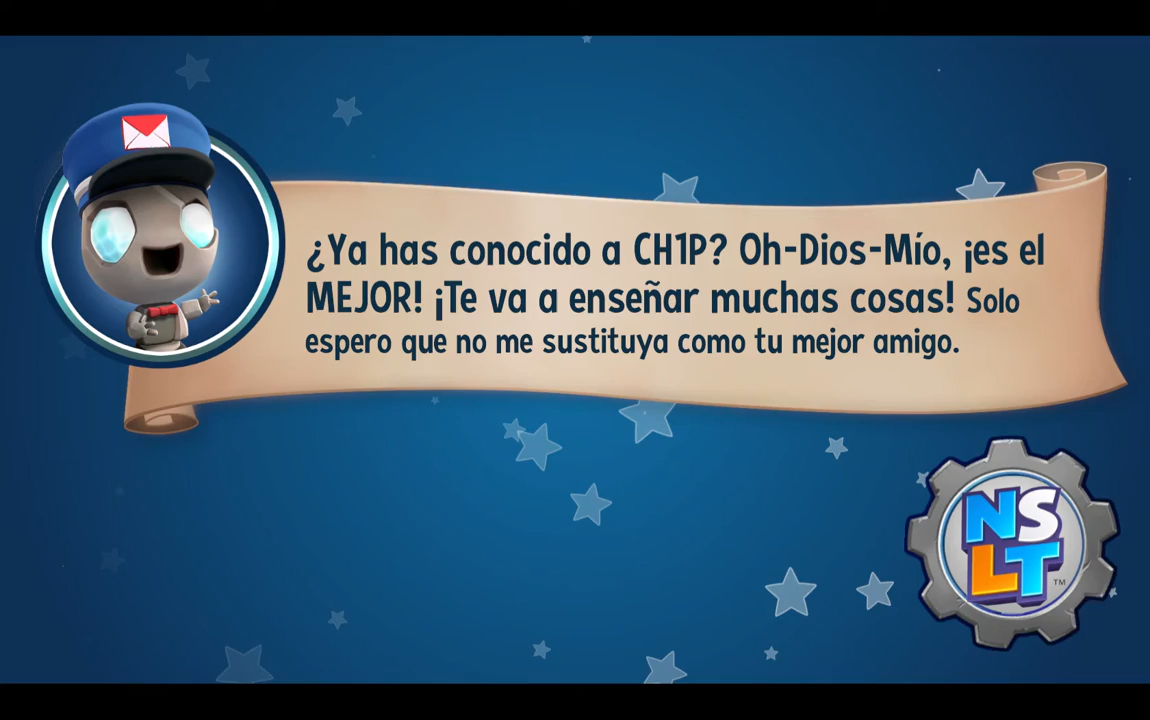 ¿Ya has conocido a CH1P? Oh-Dios-Mío, ¡es el
MEJOR! ¡Te va a enseñar muchas cosas! Solo
espero que no me sustituya como tu mejor amigo.
NS
LT
TM